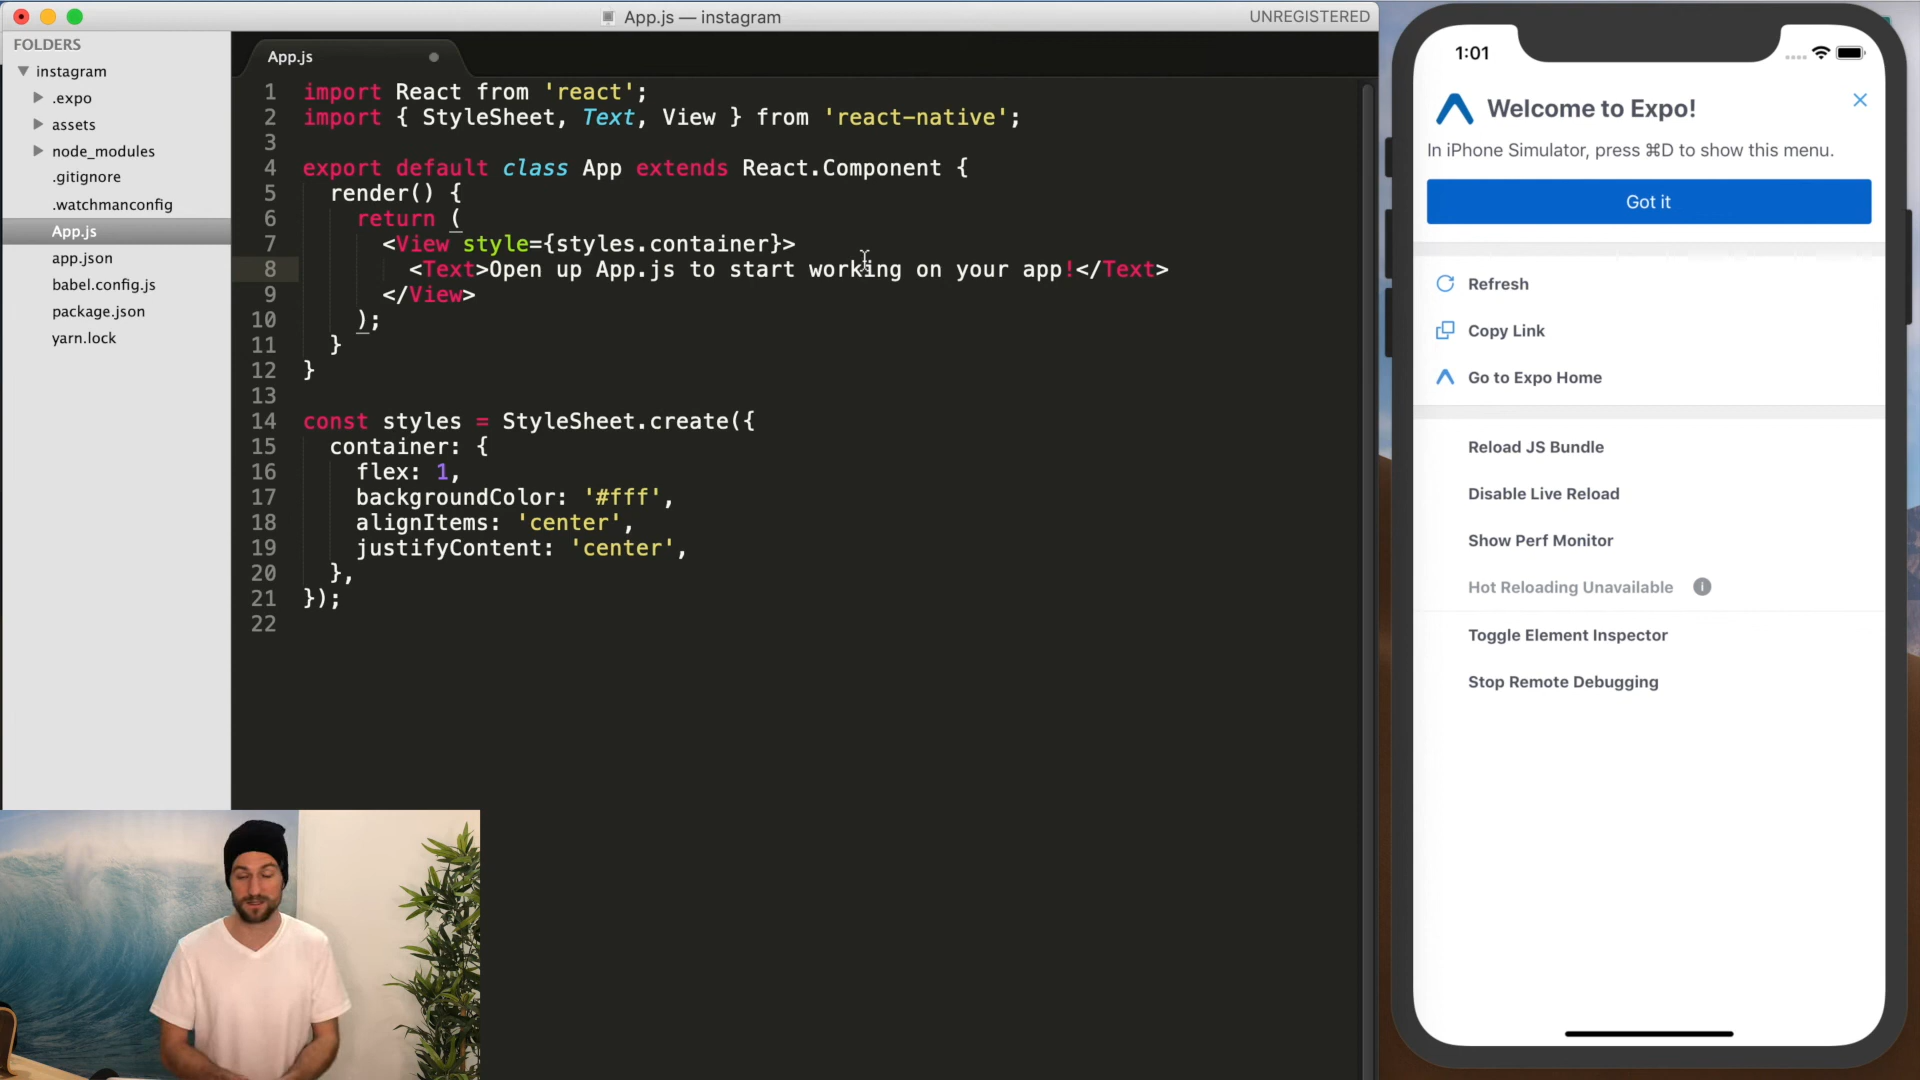 App.js — instagram
UNREGISTERED
FOLDERS
instagram
.expo
assets
node_modules
.gitignore
.watchmanconfig
App.js
app.json
babel.config.js
package.json
yarn.lock
App.js
1 import React from 'react';
2 import { StyleSheet, Text, View } from 'react-native';
3
4 export default class App extends React.Component {
5 render() {
6 return (
7 <View style={styles.container}>
8 <Text>Open up App.js to start working on your app!</Text>
9 </View>
10 );
11 }
12 }
13
14 const styles = StyleSheet.create({
15 container: {
16 flex: 1,
17 backgroundColor: '#fff',
18 alignItems: 'center',
19 justifyContent: 'center',
20 },
21 });
22
1:01
Welcome to Expo!
In iPhone Simulator, press ⌘D to show this menu.
Got it
Refresh
Copy Link
Go to Expo Home
Reload JS Bundle
Disable Live Reload
Show Perf Monitor
Hot Reloading Unavailable
Toggle Element Inspector
Stop Remote Debugging